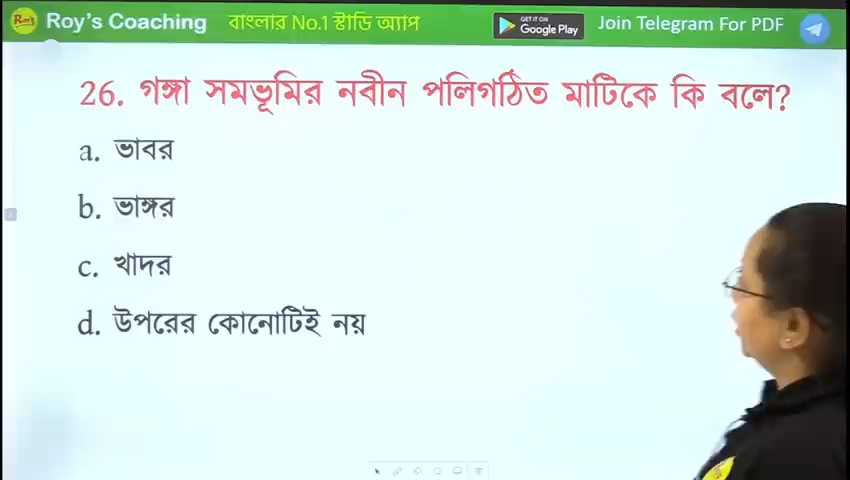 Roy's Coaching বাংলার No.1 স্টাডি অ্যাপ GET IT ON Google Play Join Telegram For PDF
26. গঙ্গা সমভূমির নবীন পলিগঠিত মাটিকে কি বলে?
a. ভাবর
b. ভাঙ্গর
c. খাদর
d. উপরের কোনোটিই নয়